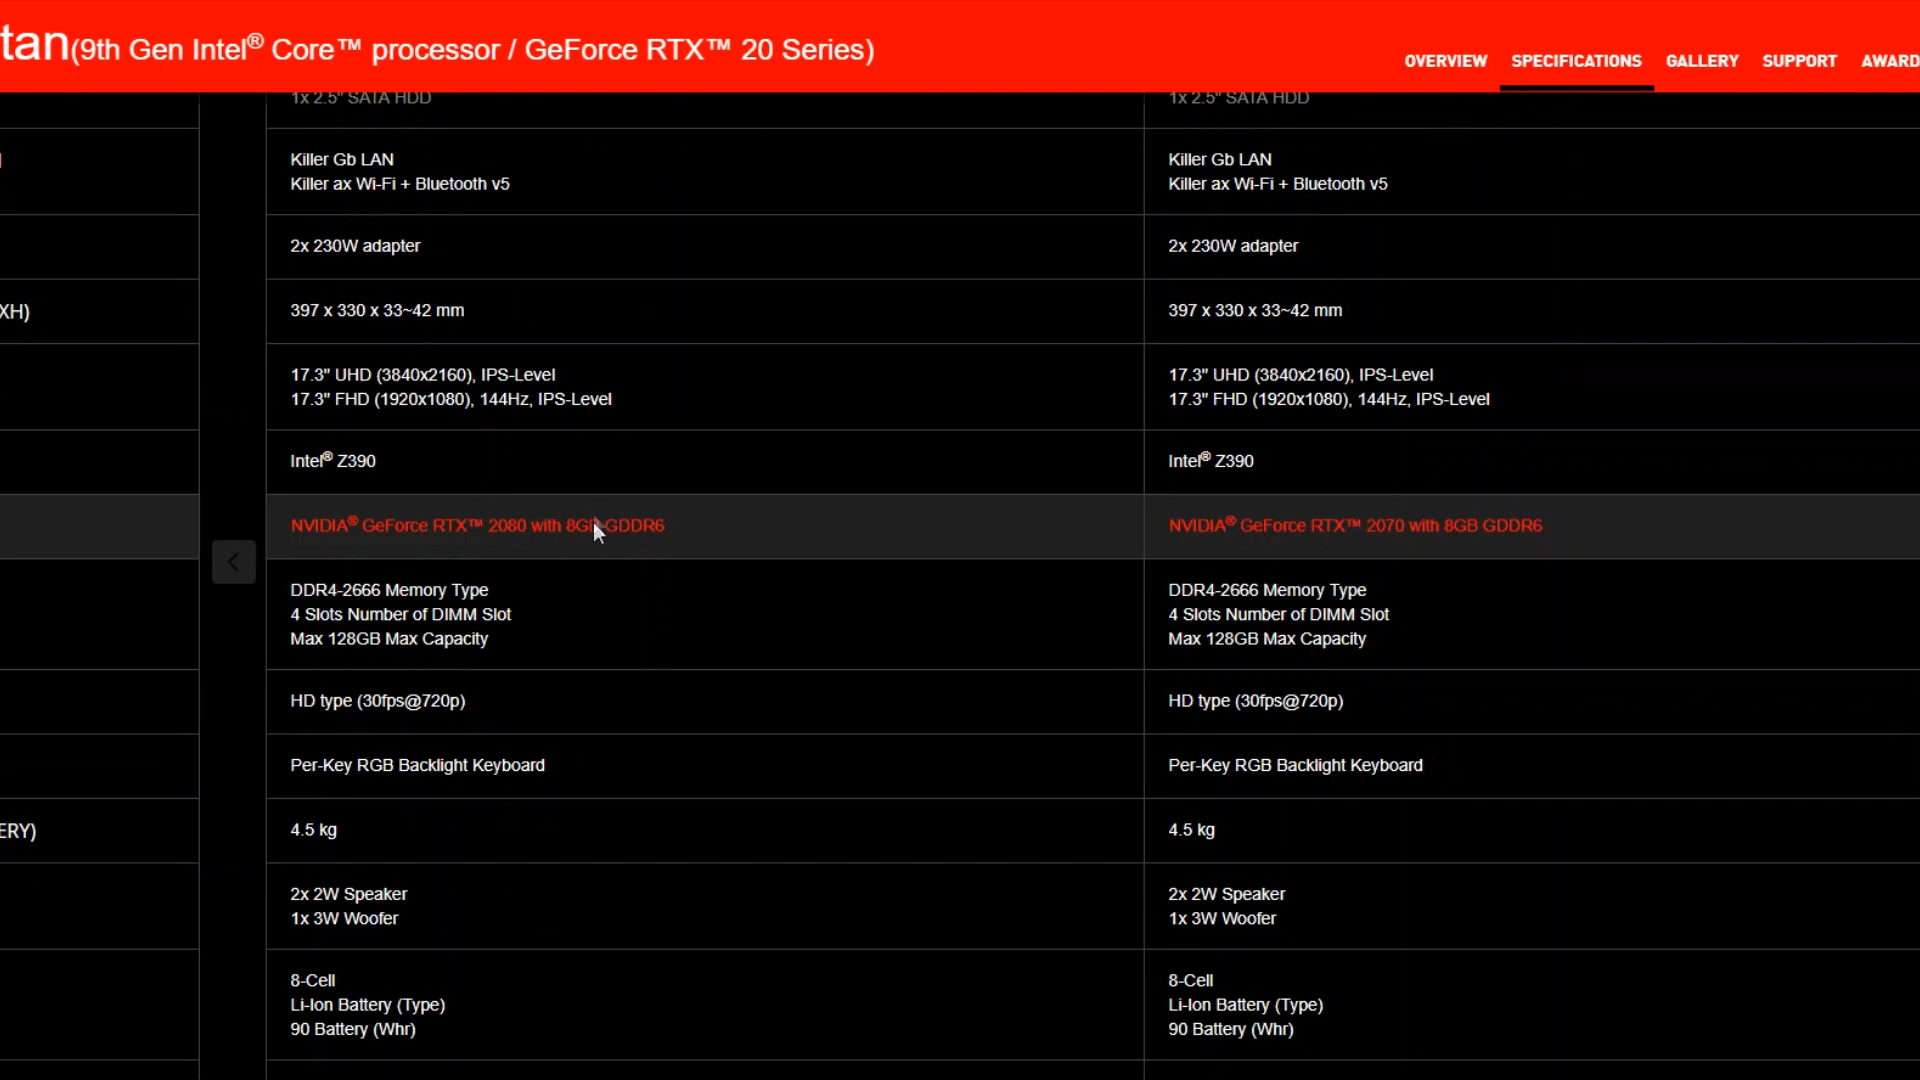 tan(9th Gen Intel® Core™ processor / GeForce RTX™ 20 Series)
OVERVIEW SPECIFICATIONS GALLERY SUPPORT AWARD
1x 2.5" SATA HDD 1x 2.5" SATA HDD
Killer Gb LAN Killer Gb LAN
Killer ax Wi-Fi + Bluetooth v5 Killer ax Wi-Fi + Bluetooth v5
2x 230W adapter 2x 230W adapter
XH) 397 x 330 x 33~42 mm 397 x 330 x 33~42 mm
17.3" UHD (3840x2160), IPS-Level 17.3" UHD (3840x2160), IPS-Level
17.3" FHD (1920x1080), 144Hz, IPS-Level 17.3" FHD (1920x1080), 144Hz, IPS-Level
Intel® Z390 Intel® Z390
NVIDIA® GeForce RTX™ 2080 with 8GB GDDR6 NVIDIA® GeForce RTX™ 2070 with 8GB GDDR6
DDR4-2666 Memory Type DDR4-2666 Memory Type
4 Slots Number of DIMM Slot 4 Slots Number of DIMM Slot
Max 128GB Max Capacity Max 128GB Max Capacity
HD type (30fps@720p) HD type (30fps@720p)
Per-Key RGB Backlight Keyboard Per-Key RGB Backlight Keyboard
ERY) 4.5 kg 4.5 kg
2x 2W Speaker 2x 2W Speaker
1x 3W Woofer 1x 3W Woofer
8-Cell 8-Cell
Li-Ion Battery (Type) Li-Ion Battery (Type)
90 Battery (Whr) 90 Battery (Whr)